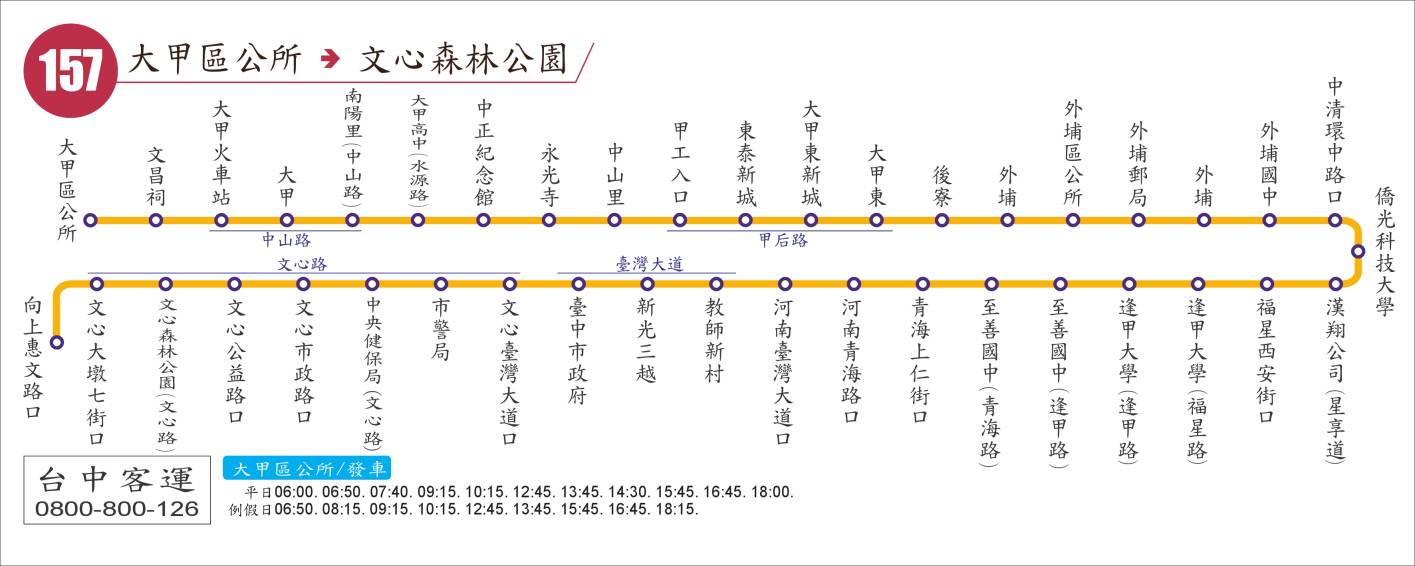 157
大甲區公所 → 文心森林公園
大甲區公所
文昌祠
大甲火車站
大甲
南陽里(中山路)
大甲高中(水源路)
中正紀念館
永光寺
中山里
甲工入口
東泰新城
大甲東新城
大甲東
後寮
外埔
外埔區公所
外埔郵局
外埔
外埔國中
中清環中路口
僑光科技大學
中山路
甲后路
文心路
臺灣大道
漢翔公司(星享道)
福星西安街口
逢甲大學(福星路)
逢甲大學(逢甲路)
至善國中(逢甲路)
至善國中(青海路)
青海上仁街口
河南青海路口
河南臺灣大道口
教師新村
新光三越
臺中市政府
文心臺灣大道口
市警局
中央健保局(文心路)
文心市政路口
文心公益路口
文心森林公園(文心路)
文心大墩七街口
向上惠文路口
台中客運
0800-800-126
大甲區公所/發車
平日06:00. 06:50. 07:40. 09:15. 10:15. 12:45. 13:45. 14:30. 15:45. 16:45. 18:00.
例假日06:50. 08:15. 09:15. 10:15. 12:45. 13:45. 15:45. 16:45. 18:15.